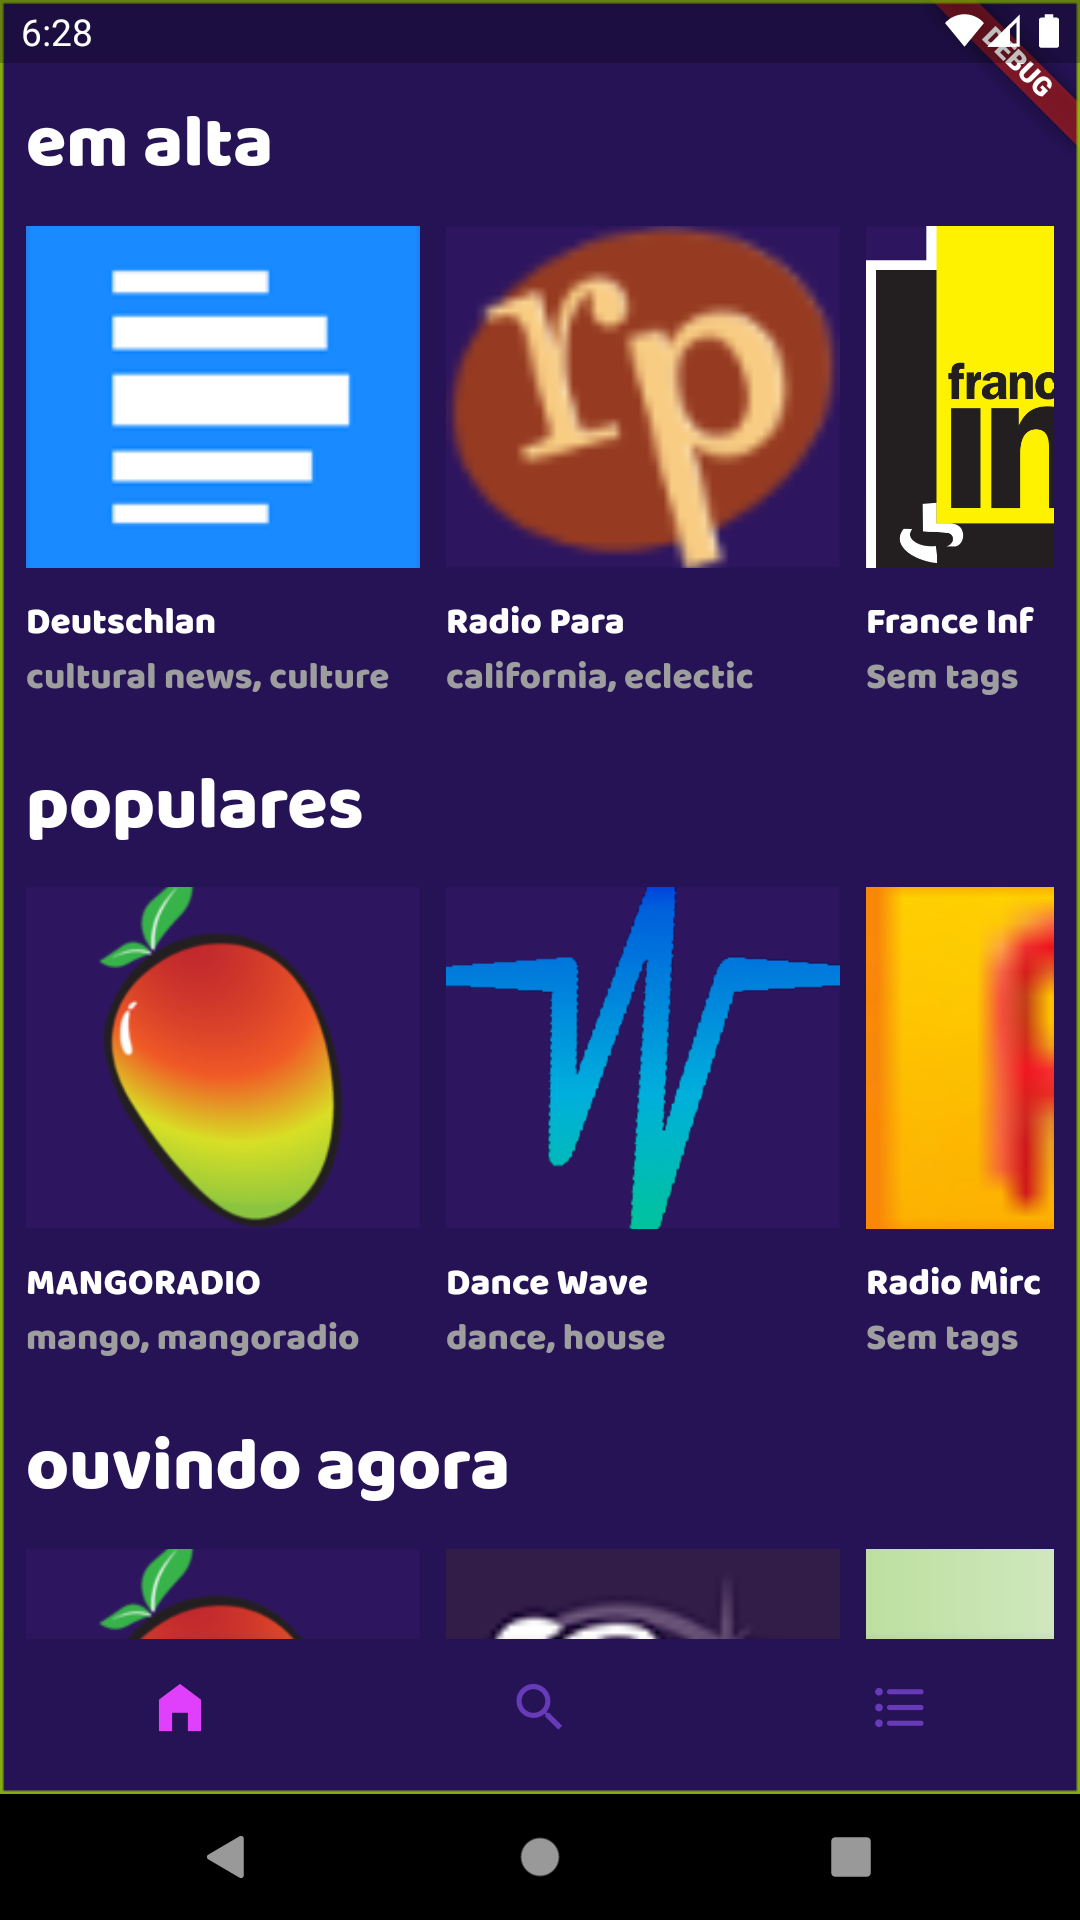 6:28
DEBUG
em alta
rp
franc
in
Deutschlan
Radio Para
France Inf
cultural news, culture
california, eclectic
Sem tags
populares
MANGORADIO
Dance Wave
Radio Mirc
mango, mangoradio
dance, house
Sem tags
ouvindo agora